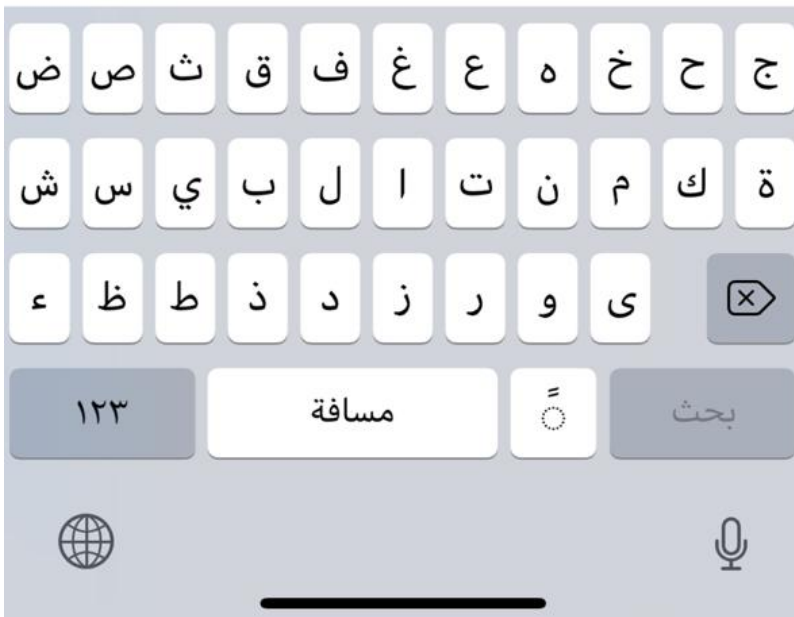 ض ص ث ق ف غ ع ه خ ح ج
ش س ي ب ل ا ت ن م ك ة
ء ظ ط ذ د ز ر و ى
١٢٣ مسافة ◌ً بحث